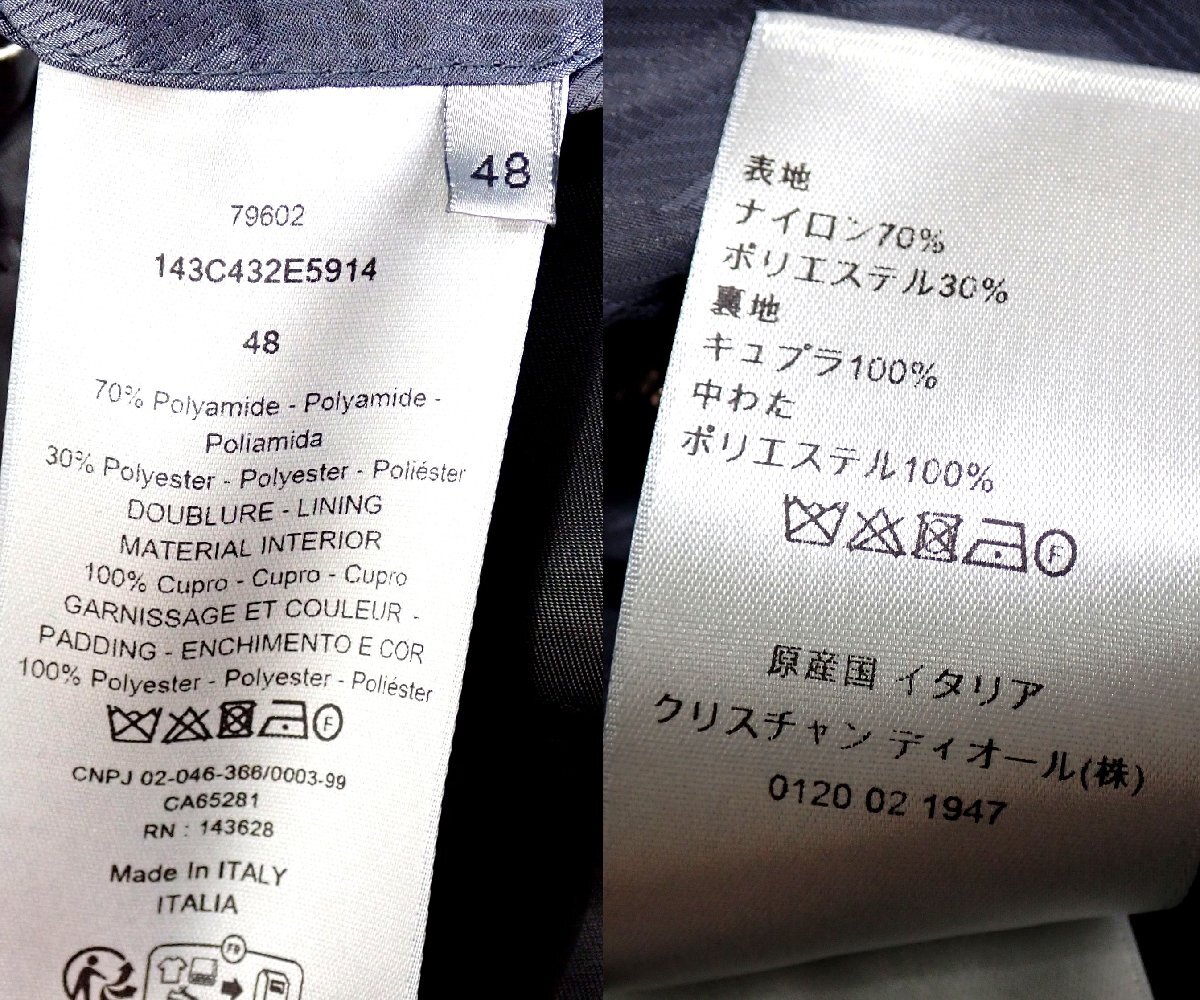 48
79602
143C432E5914
48
70% Polyamide - Polyamide -
Poliamida
30% Polyester - Polyester - Poliéster
DOUBLURE - LINING
MATERIAL INTERIOR
100% Cupro - Cupro - Cupro
GARNISSAGE ET COULEUR -
PADDING - ENCHIMENTO E COR
100% Polyester - Polyester - Poliéster
F
CNPJ 02-046-366/0003-99
CA65281
RN : 143628
Made In ITALY
ITALIA
FR
表地
ナイロン70%
ポリエステル30%
裏地
キュプラ100%
中わた
ポリエステル100%
F
原産国 イタリア
クリスチャン ディオール(株)
0120 02 1947